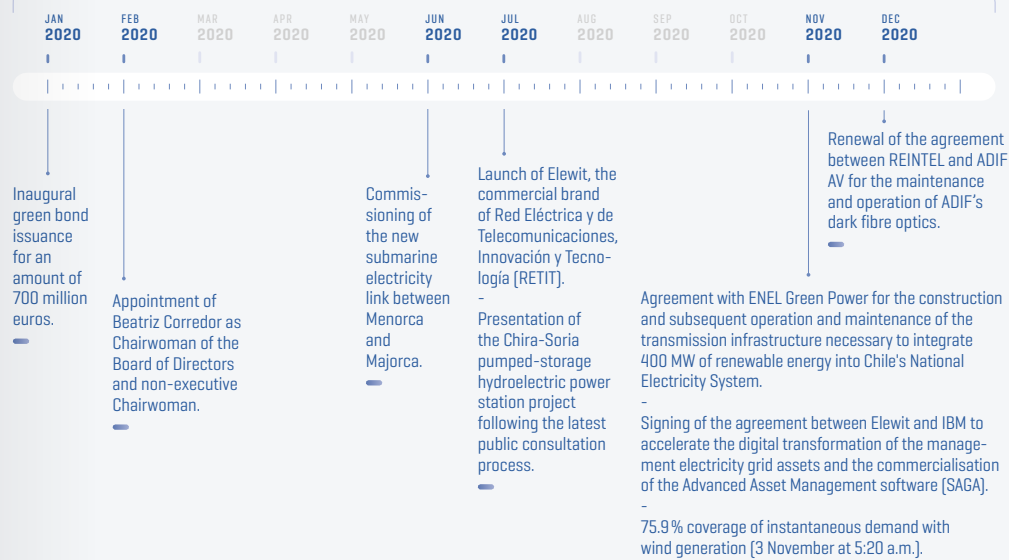 JAN
2020
FEB
2020
MAR
2020
APR
2020
MAY
2020
JUN
2020
JUL
2020
AUG
2020
SEP
2020
OCT
2020
NOV
2020
DEC
2020
Inaugural
green bond
issuance
for an
amount of
700 million
euros.
Appointment of
Beatriz Corredor as
Chairwoman of the
Board of Directors
and non-executive
Chairwoman.
Commis-
sioning of
the new
submarine
electricity
link between
Menorca
and
Majorca.
Launch of Elewit, the
commercial brand
of Red Eléctrica y de
Telecomunicaciones,
Innovación y Tecno-
logía (RETIT).
-
Presentation of
the Chira-Soria
pumped-storage
hydroelectric power
station project
following the latest
public consultation
process.
Agreement with ENEL Green Power for the construction
and subsequent operation and maintenance of the
transmission infrastructure necessary to integrate
400 MW of renewable energy into Chile's National
Electricity System.
-
Signing of the agreement between Elewit and IBM to
accelerate the digital transformation of the manage-
ment electricity grid assets and the commercialisation
of the Advanced Asset Management software (SAGA).
-
75.9 % coverage of instantaneous demand with
wind generation (3 November at 5:20 a.m.).
Renewal of the agreement
between REINTEL and ADIF
AV for the maintenance
and operation of ADIF's
dark fibre optics.